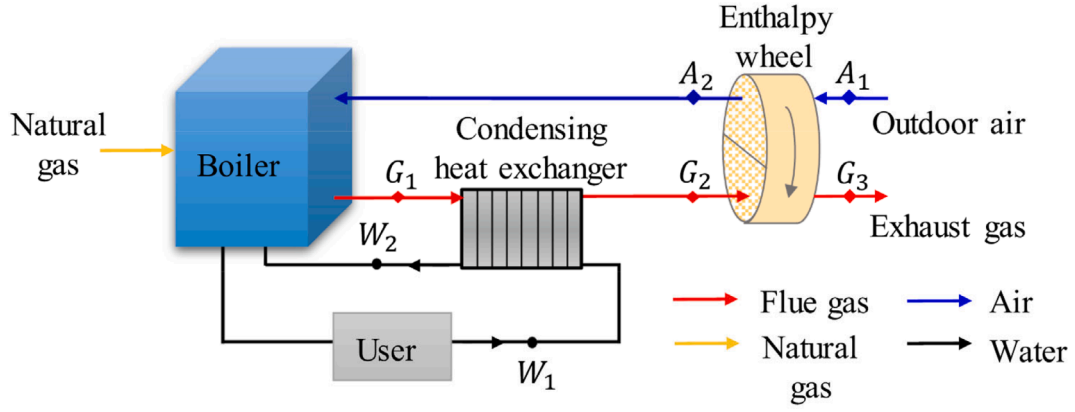 Enthalpy
wheel
A₂
A₁
Natural
gas
Boiler
Condensing
heat exchanger
Outdoor air
G₁
G₂
G₃
Exhaust gas
W₂
User
W₁
Flue gas
Air
Natural
gas
Water